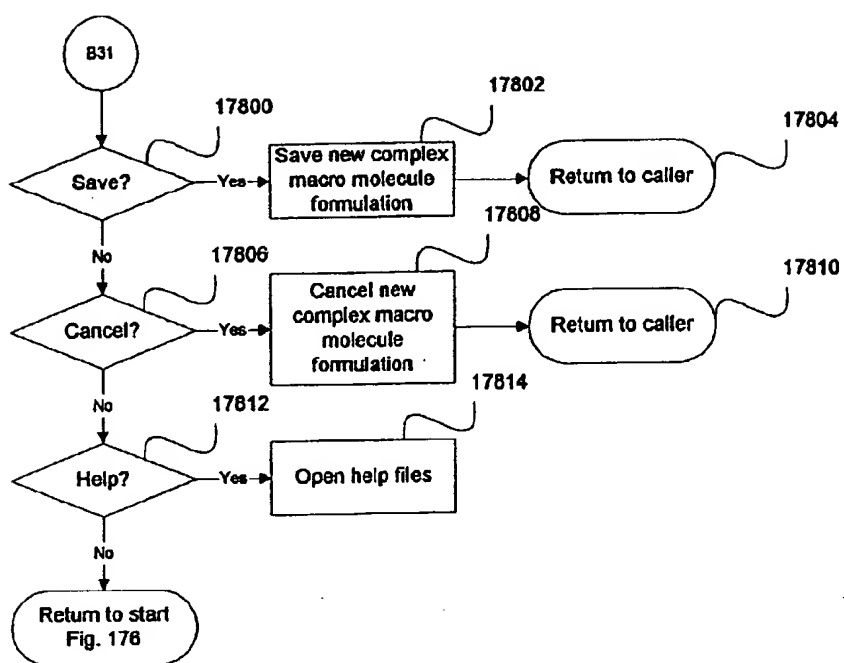 B31
17800
Save?
Yes
17802
Save new complex
macro molecule
formulation
17804
Return to caller
No
17806
Cancel?
Yes
17808
Cancel new
complex macro
molecule
formulation
17810
Return to caller
No
17812
Help?
Yes
17814
Open help files
No
Return to start
Fig. 176